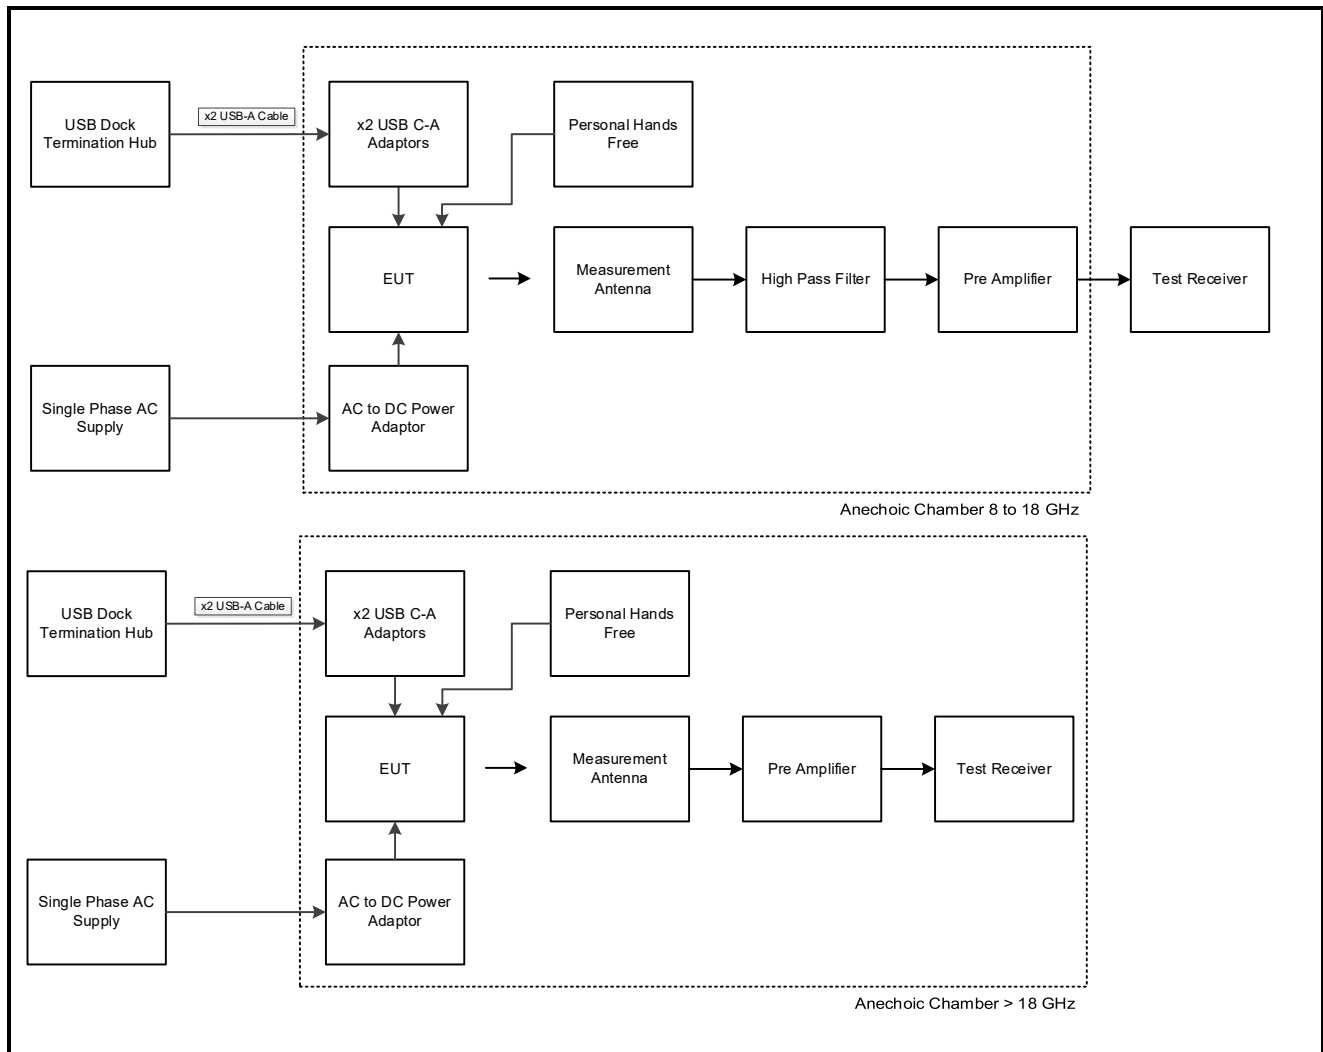 USB Dock
Termination Hub
x2 USB-A Cable
x2 USB C-A
Adaptors
Personal Hands
Free
EUT
Measurement
Antenna
High Pass Filter
Pre Amplifier
Test Receiver
Single Phase AC
Supply
AC to DC Power
Adaptor
Anechoic Chamber 8 to 18 GHz
USB Dock
Termination Hub
x2 USB-A Cable
x2 USB C-A
Adaptors
Personal Hands
Free
EUT
Measurement
Antenna
Pre Amplifier
Test Receiver
Single Phase AC
Supply
AC to DC Power
Adaptor
Anechoic Chamber > 18 GHz